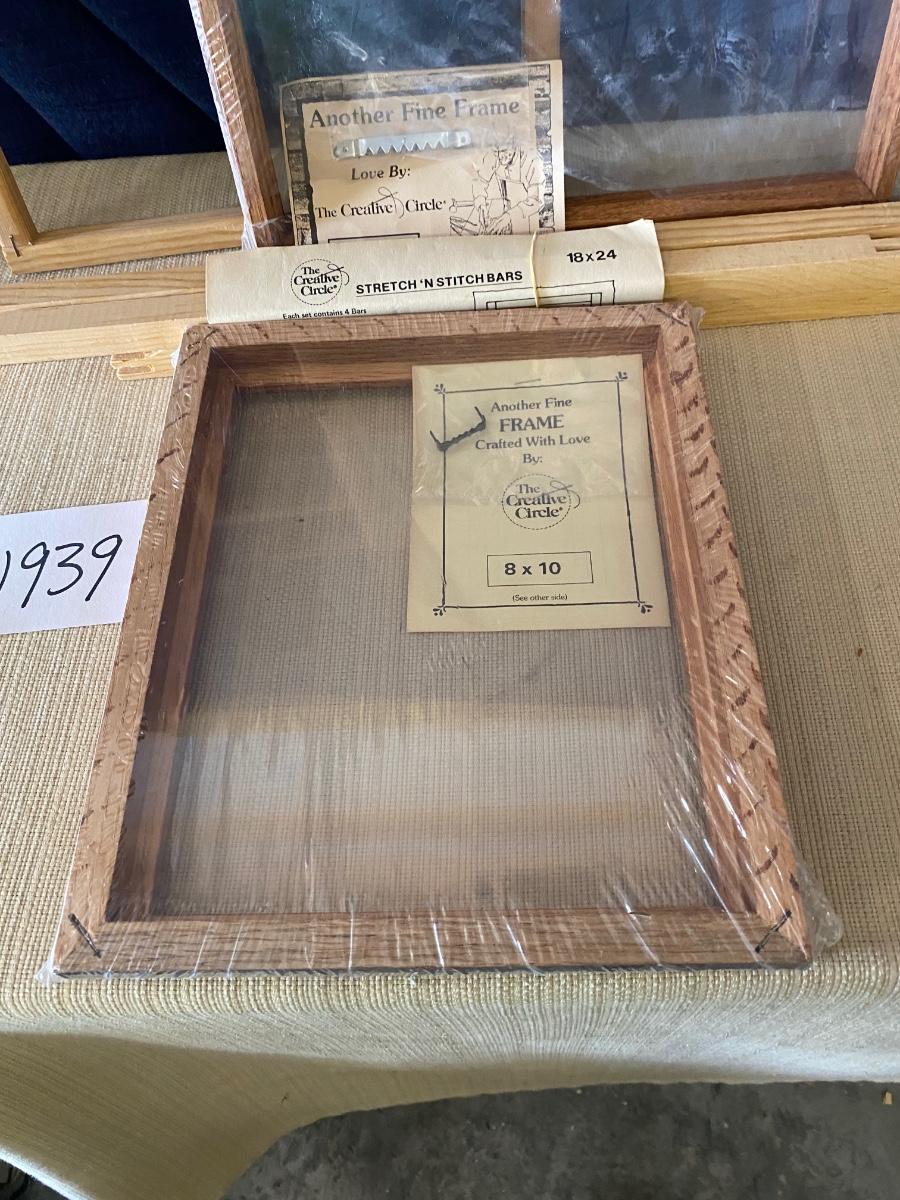 Another Fine Frame
Love By:
The Creative Circle®
The
Creative
Circle®
STRETCH 'N STITCH BARS
18x24
Each set contains 4 Bars
Another Fine
FRAME
Crafted With Love
By:
The
Creative
Circle®
8 x 10
(See other side)
1939